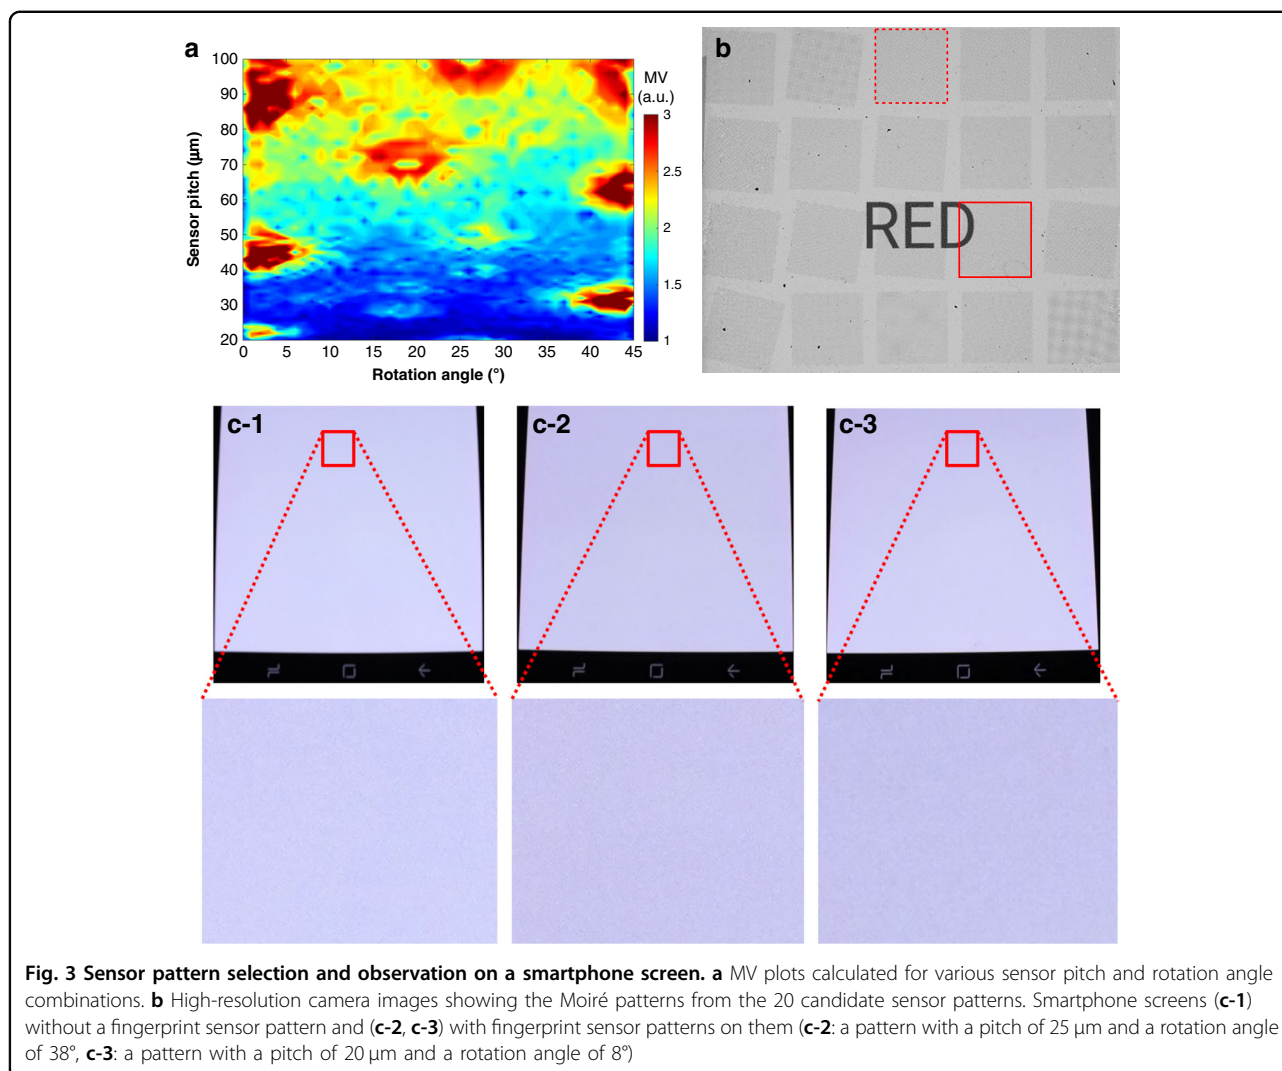 a
b
100
90
80
70
60
50
40
30
20
Sensor pitch (µm)
0 5 10 15 20 25 30 35 40 45
Rotation angle (°)
MV
(a.u.)
3
2.5
2
1.5
1
RED
c-1
c-2
c-3
Fig. 3 Sensor pattern selection and observation on a smartphone screen. a MV plots calculated for various sensor pitch and rotation angle
combinations. b High-resolution camera images showing the Moiré patterns from the 20 candidate sensor patterns. Smartphone screens (c-1)
without a fingerprint sensor pattern and (c-2, c-3) with fingerprint sensor patterns on them (c-2: a pattern with a pitch of 25 µm and a rotation angle
of 38°, c-3: a pattern with a pitch of 20 µm and a rotation angle of 8°)